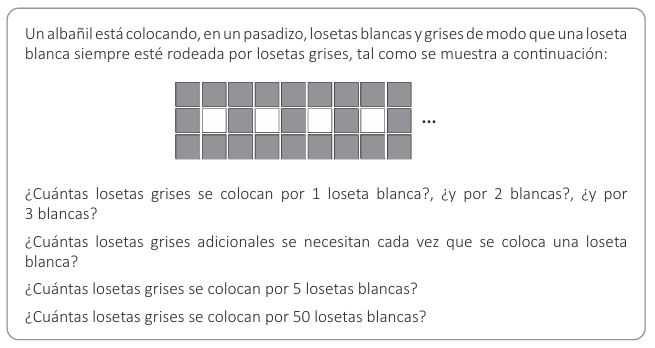 Un albañil está colocando, en un pasadizo, losetas blancas y grises de modo que una loseta
blanca siempre esté rodeada por losetas grises, tal como se muestra a continuación:
...
¿Cuántas losetas grises se colocan por 1 loseta blanca?, ¿y por 2 blancas?, ¿y por
3 blancas?
¿Cuántas losetas grises adicionales se necesitan cada vez que se coloca una loseta
blanca?
¿Cuántas losetas grises se colocan por 5 losetas blancas?
¿Cuántas losetas grises se colocan por 50 losetas blancas?